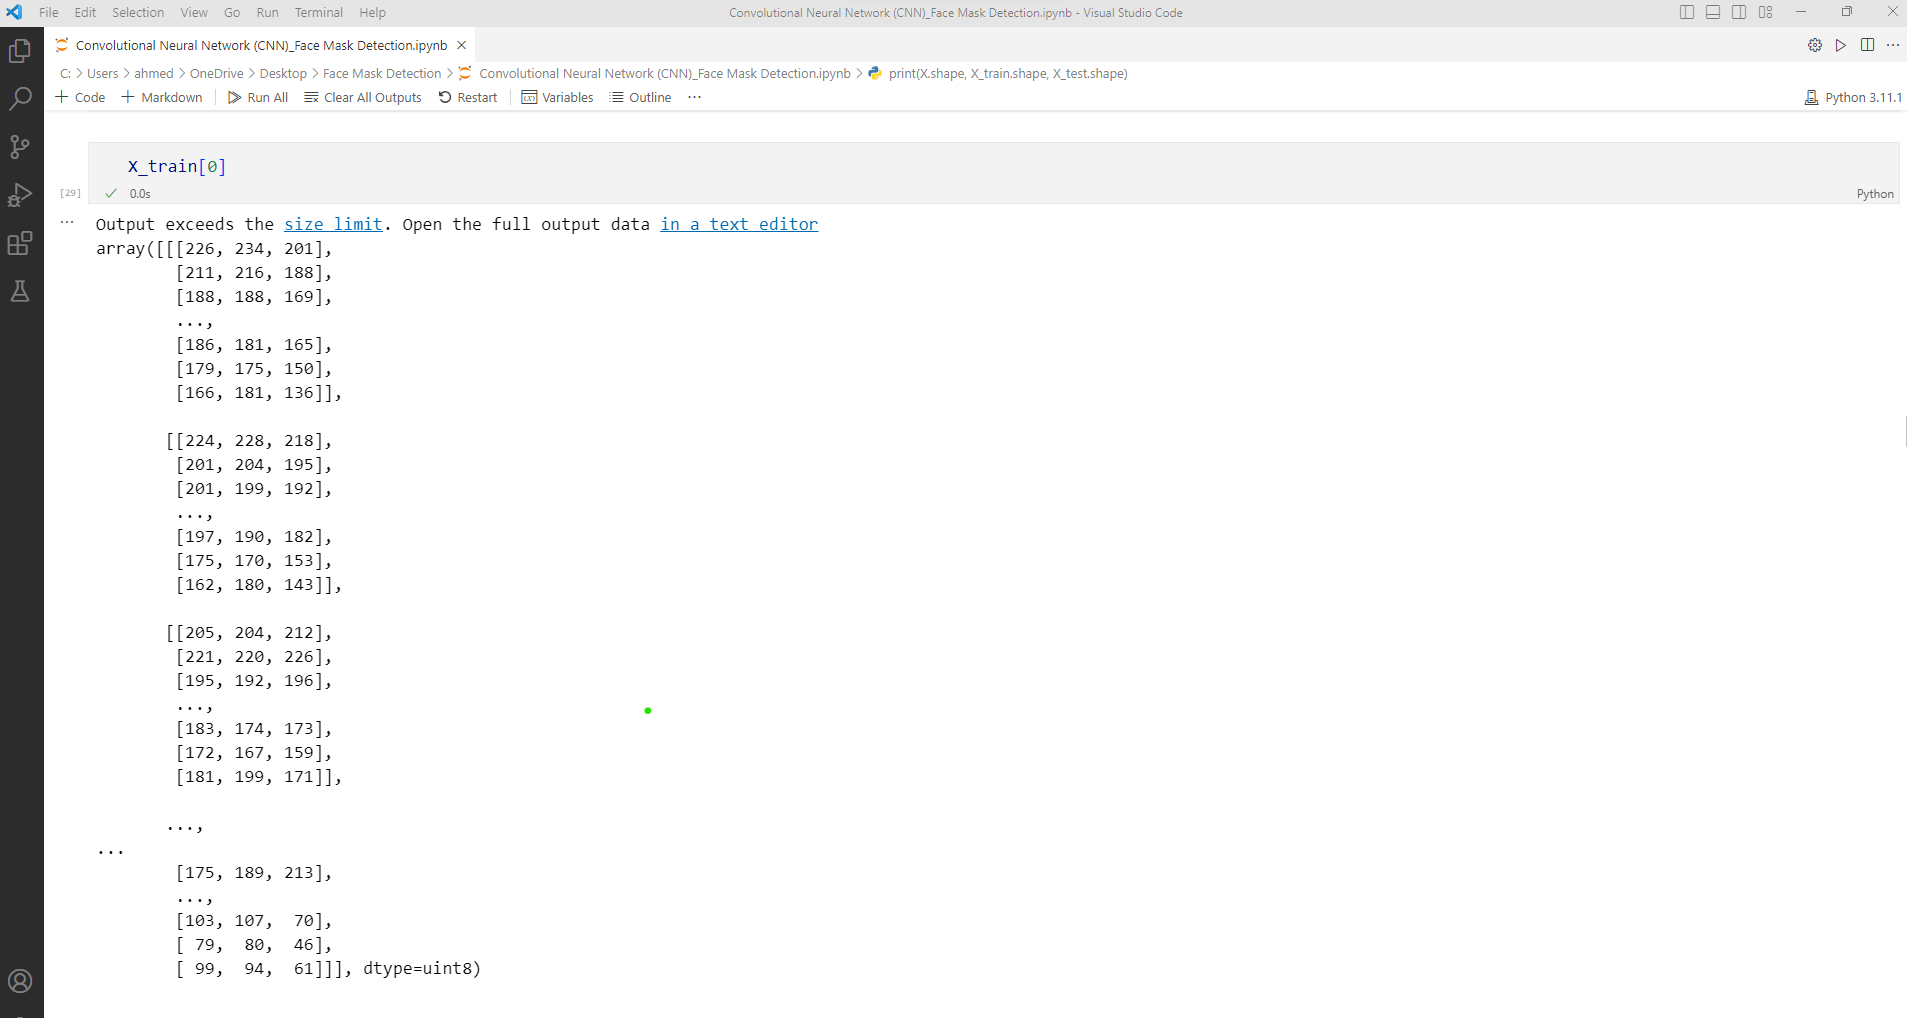 File Edit Selection View Go Run Terminal Help
Convolutional Neural Network (CNN)_Face Mask Detection.ipynb - Visual Studio Code
Convolutional Neural Network (CNN)_Face Mask Detection.ipynb
C: > Users > ahmed > OneDrive > Desktop > Face Mask Detection > Convolutional Neural Network (CNN)_Face Mask Detection.ipynb > print(X.shape, X_train.shape, X_test.shape)
+ Code + Markdown Run All Clear All Outputs Restart Variables Outline ···
Python 3.11.1
X_train[0]
[29] ✓ 0.0s
Python
··· Output exceeds the size limit. Open the full output data in a text editor
array([[[226, 234, 201],
[211, 216, 188],
[188, 188, 169],
...,
[186, 181, 165],
[179, 175, 150],
[166, 181, 136]],
[[224, 228, 218],
[201, 204, 195],
[201, 199, 192],
...,
[197, 190, 182],
[175, 170, 153],
[162, 180, 143]],
[[205, 204, 212],
[221, 220, 226],
[195, 192, 196],
...,
[183, 174, 173],
[172, 167, 159],
[181, 199, 171]],
...,
...
[175, 189, 213],
...,
[103, 107,  70],
[ 79,  80,  46],
[ 99,  94,  61]]], dtype=uint8)